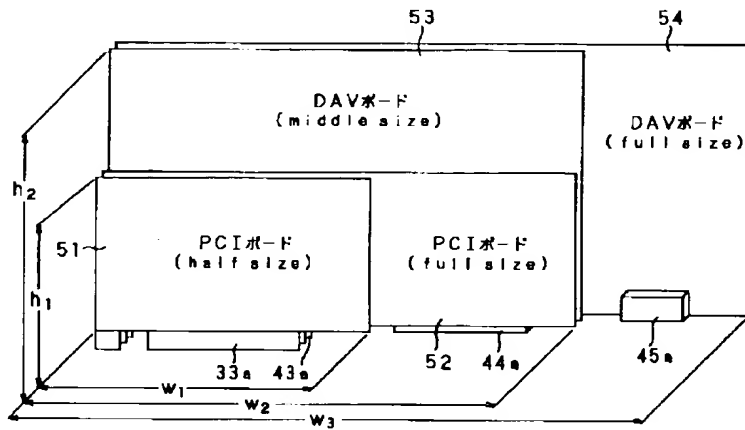 53
54
DAVボード
(middle size)
DAVボード
(full size)
h2
h1
51
PCIボード
(half size)
PCIボード
(full size)
33a
43a
52
44a
45a
W1
W2
W3